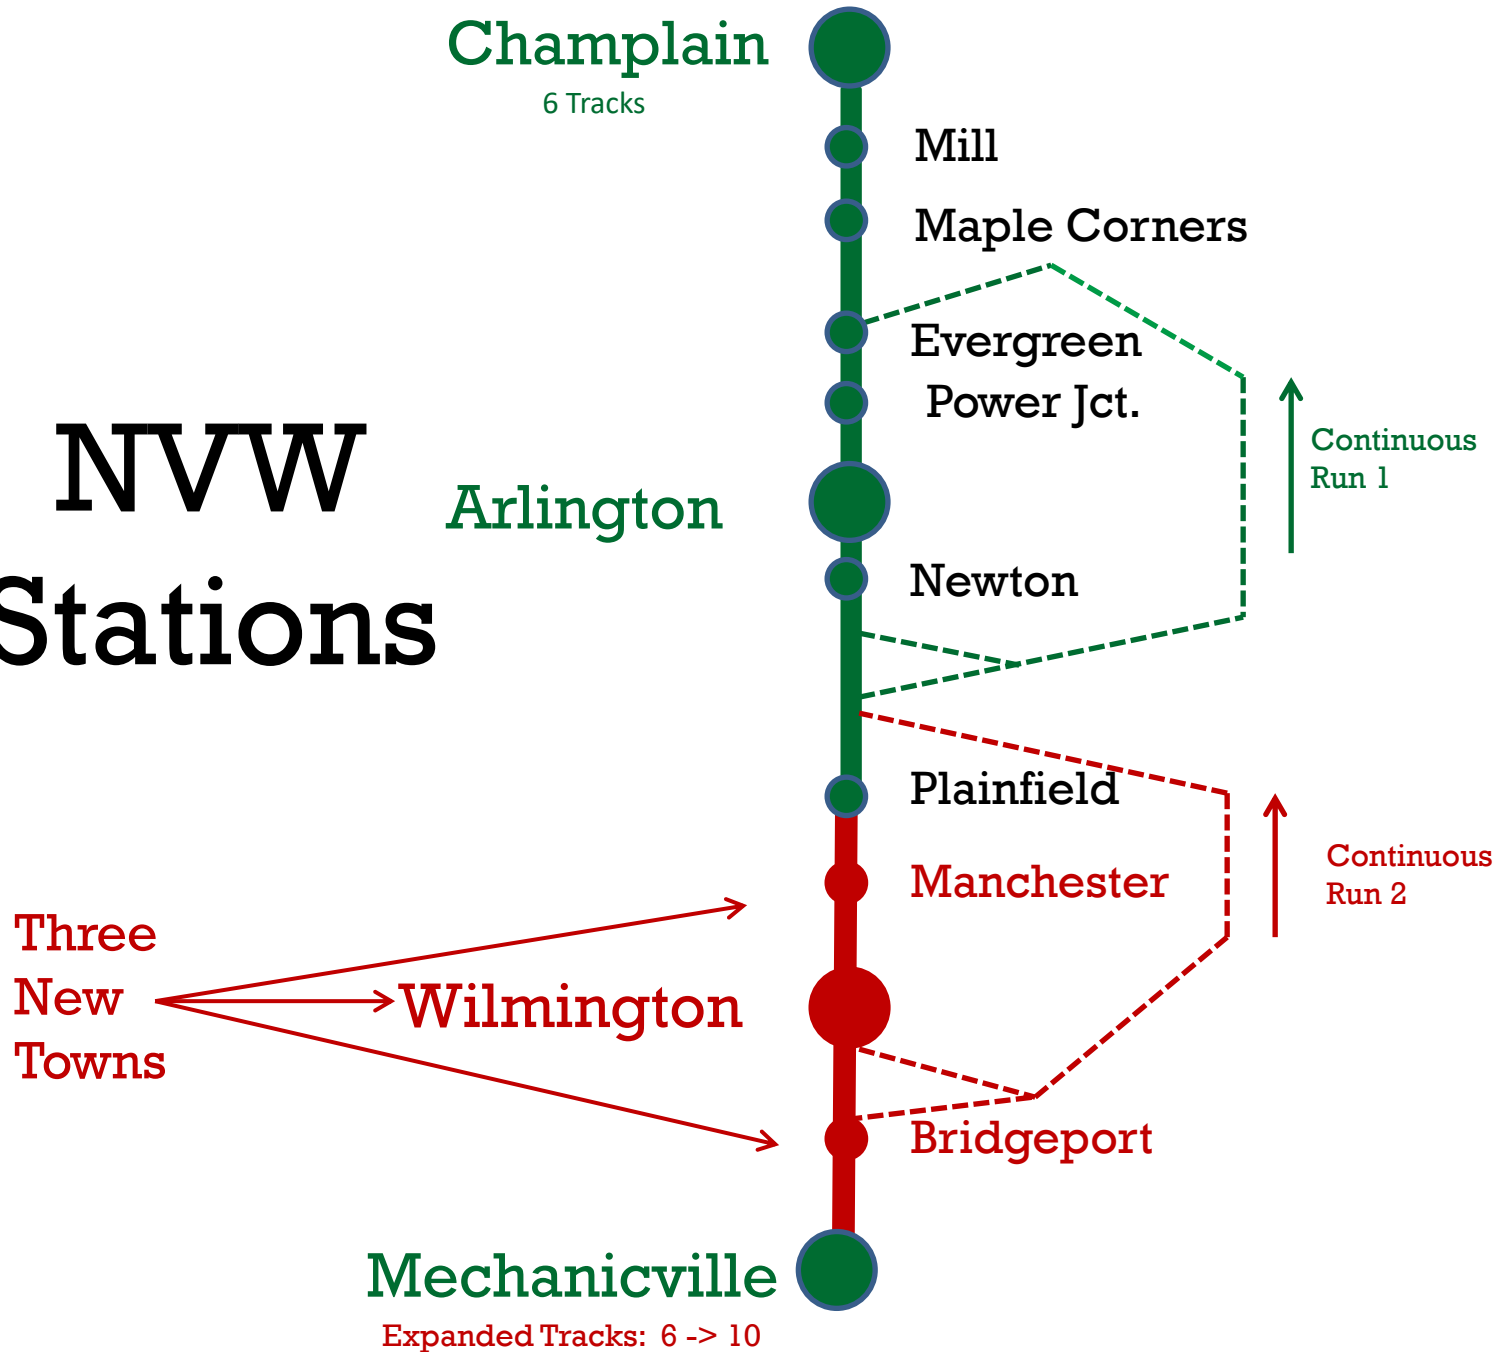 Champlain
6 Tracks
Mill
Maple Corners
Evergreen
Power Jct.
NVW
Stations
Arlington
Continuous
Run 1
Newton
Plainfield
Manchester
Continuous
Run 2
Three
New
Towns
Wilmington
Bridgeport
Mechanicville
Expanded Tracks: 6 -> 10